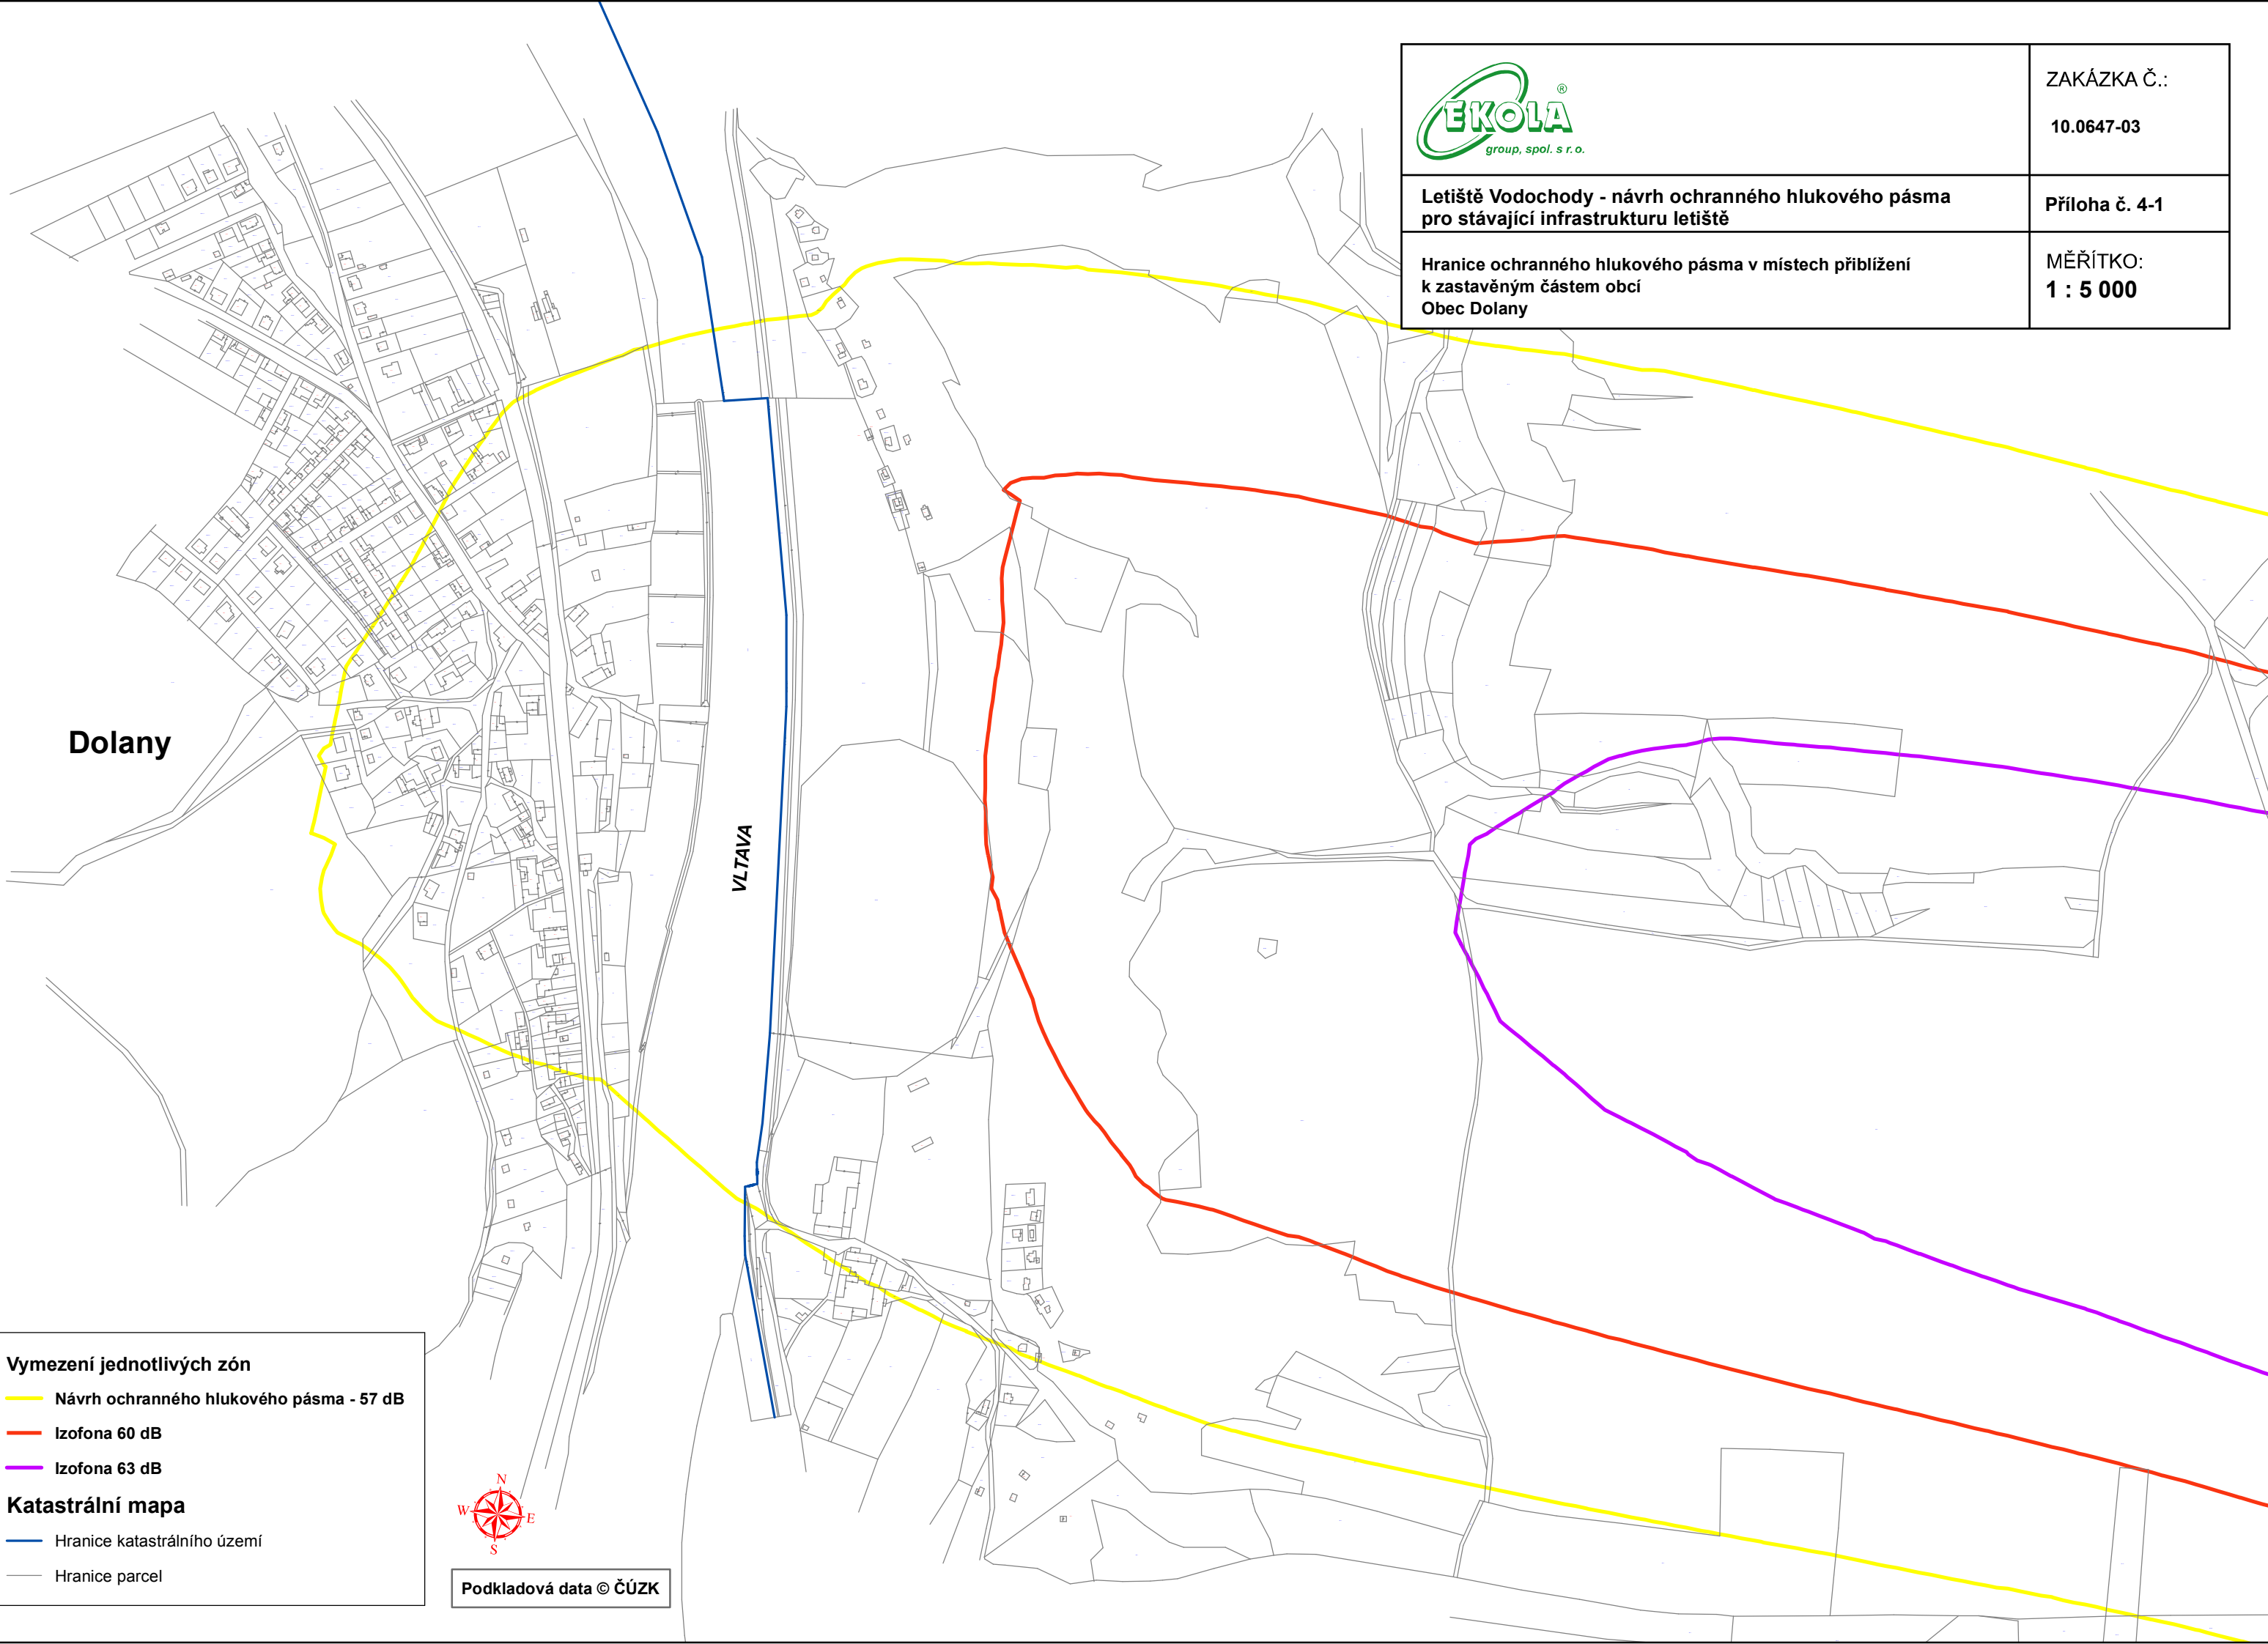 EKOLA ®
group, spol. s r.o.
ZAKÁZKA Č.:
10.0647-03
Letiště Vodochody - návrh ochranného hlukového pásma
pro stávající infrastrukturu letiště
Příloha č. 4-1
Hranice ochranného hlukového pásma v místech přiblížení
k zastavěným částem obcí
Obec Dolany
MĚŘÍTKO:
1 : 5 000
Dolany
VLTAVA
Vymezení jednotlivých zón
Návrh ochranného hlukového pásma - 57 dB
Izofona 60 dB
Izofona 63 dB
Katastrální mapa
Hranice katastrálního území
Hranice parcel
N
W
E
S
Podkladová data © ČÚZK